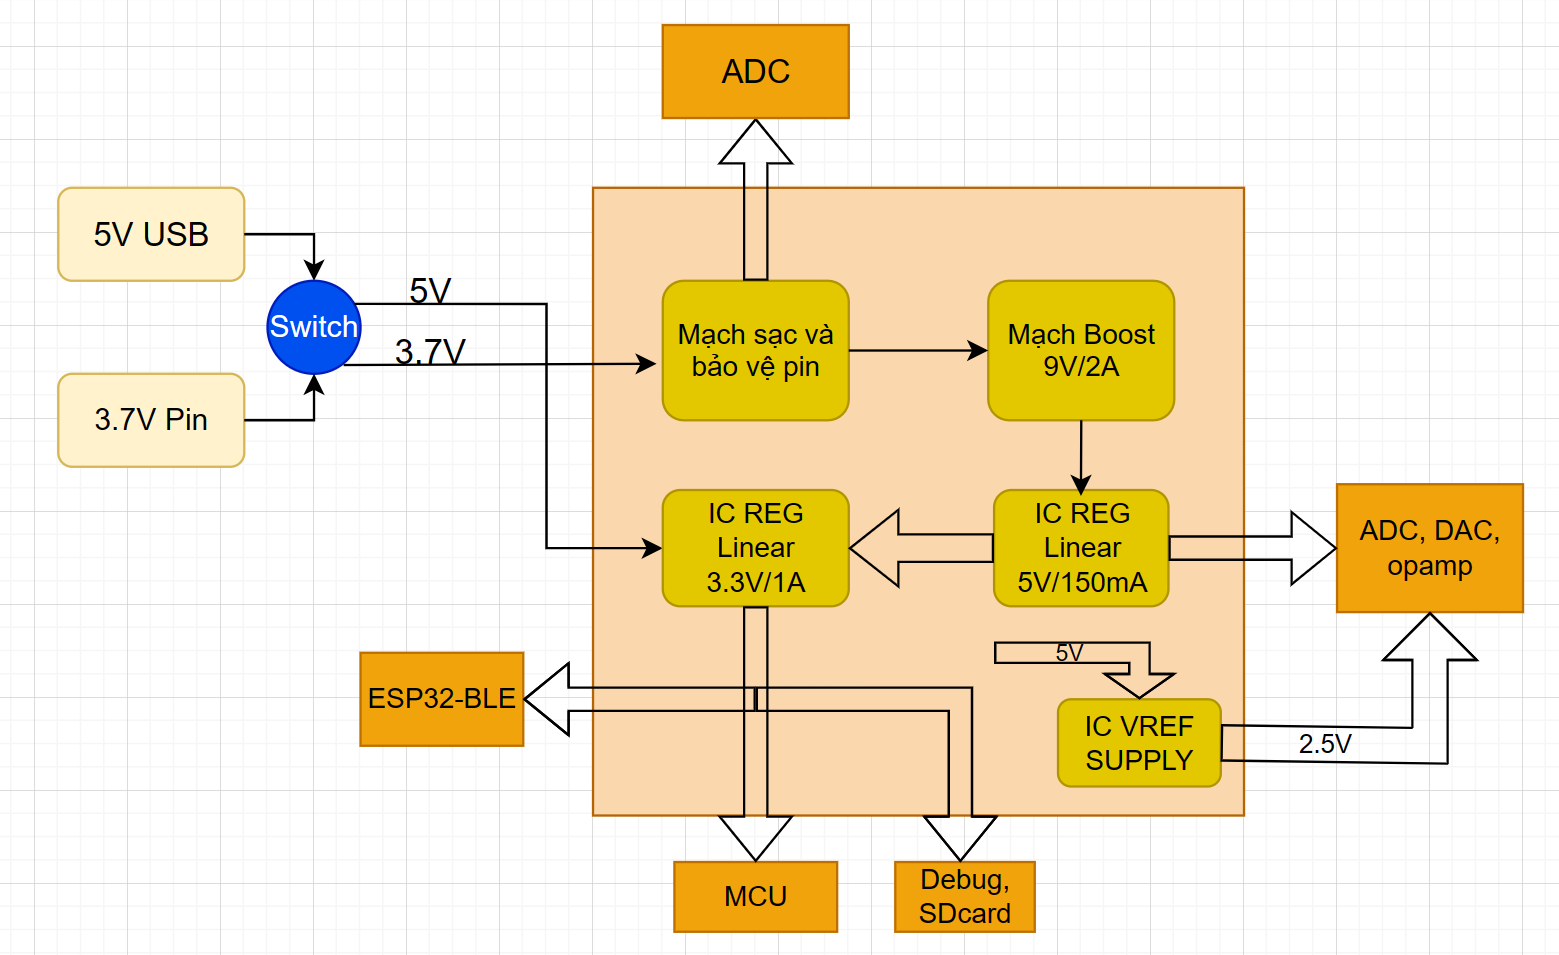 ADC
5V USB
Switch
3.7V Pin
5V
3.7V
Mạch sạc và
bảo vệ pin
Mạch Boost
9V/2A
IC REG
Linear
3.3V/1A
IC REG
Linear
5V/150mA
ADC, DAC,
opamp
5V
IC VREF
SUPPLY
2.5V
ESP32-BLE
MCU
Debug,
SDcard